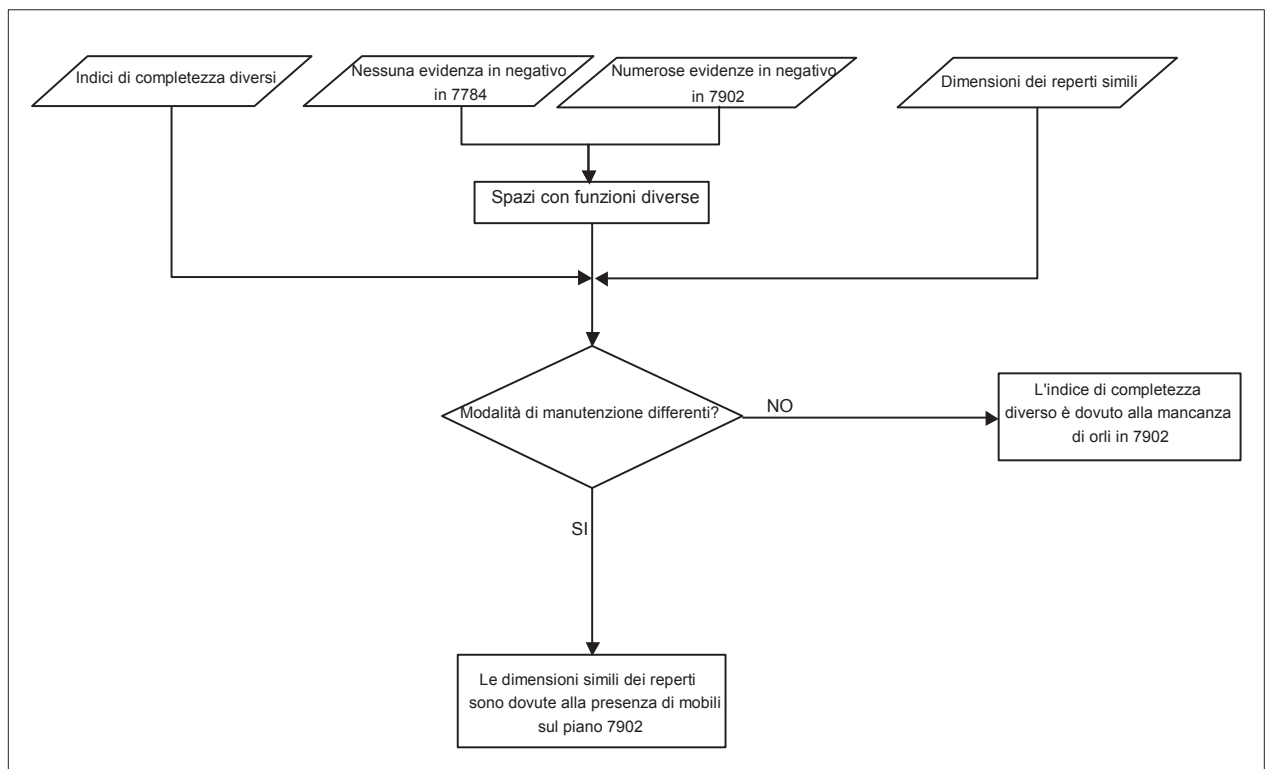 Indici di completezza diversi
Nessuna evidenza in negativo
in 7784
Numerose evidenze in negativo
in 7902
Dimensioni dei reperti simili
Spazi con funzioni diverse
Modalità di manutenzione differenti?
NO
L'indice di completezza
diverso è dovuto alla mancanza
di orli in 7902
SI
Le dimensioni simili dei reperti
sono dovute alla presenza di mobili
sul piano 7902